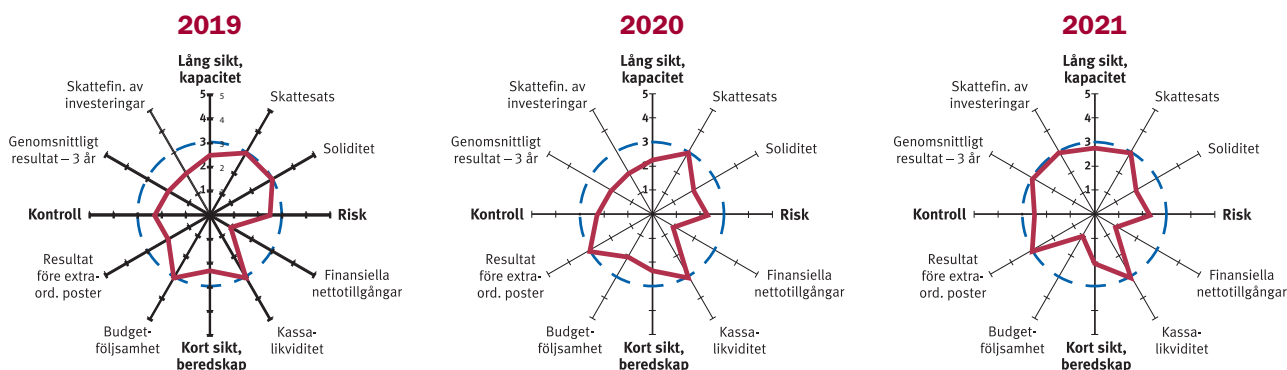 2019
Lång sikt,
kapacitet
Skattefin. av
investeringar
Skattesats
Genomsnittligt
resultat – 3 år
Soliditet
5
4
3
2
1
5
4
3
2
1
Kontroll
Risk
Resultat
före extra-
ord. poster
Finansiella
nettotillgångar
Budget-
följsamhet
Kassa-
likviditet
Kort sikt,
beredskap
2020
Lång sikt,
kapacitet
Skattefin. av
investeringar
Skattesats
Genomsnittligt
resultat – 3 år
Soliditet
5
4
3
2
1
Kontroll
Risk
Resultat
före extra-
ord. poster
Finansiella
nettotillgångar
Budget-
följsamhet
Kassa-
likviditet
Kort sikt,
beredskap
2021
Lång sikt,
kapacitet
Skattefin. av
investeringar
Skattesats
Genomsnittligt
resultat – 3 år
Soliditet
5
4
3
2
1
Kontroll
Risk
Resultat
före extra-
ord. poster
Finansiella
nettotillgångar
Budget-
följsamhet
Kassa-
likviditet
Kort sikt,
beredskap